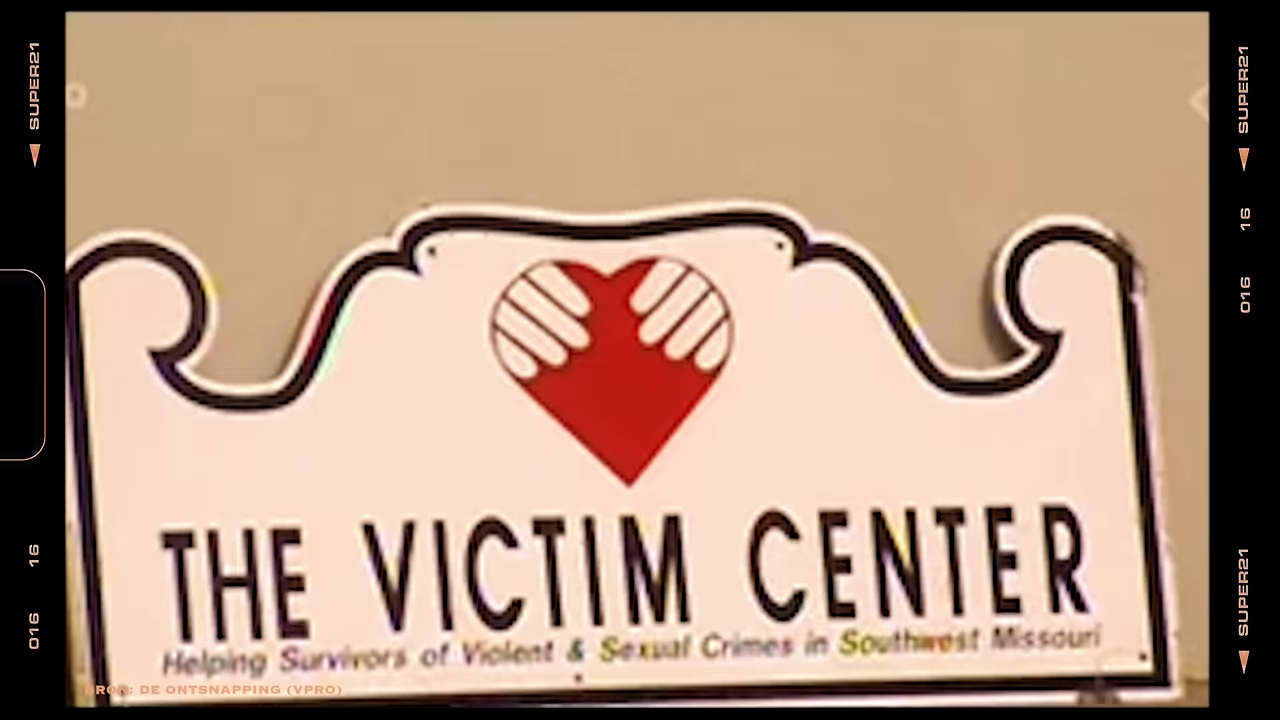 SUPER21
SUPER21
16
016
THE VICTIM CENTER
Helping Survivors of Violent & Sexual Crimes in Southwest Missouri
16
016
SUPER21
BRON: DE ONTSNAPPING (VPRO)